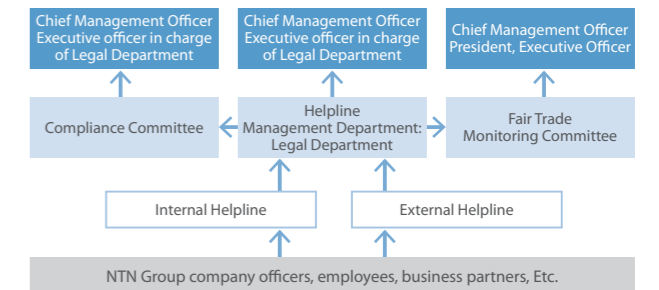 Chief Management Officer
Executive officer in charge
of Legal Department
Chief Management Officer
Executive officer in charge
of Legal Department
Chief Management Officer
President, Executive Officer
Compliance Committee
Helpline
Management Department:
Legal Department
Fair Trade
Monitoring Committee
Internal Helpline
External Helpline
NTN Group company officers, employees, business partners, Etc.